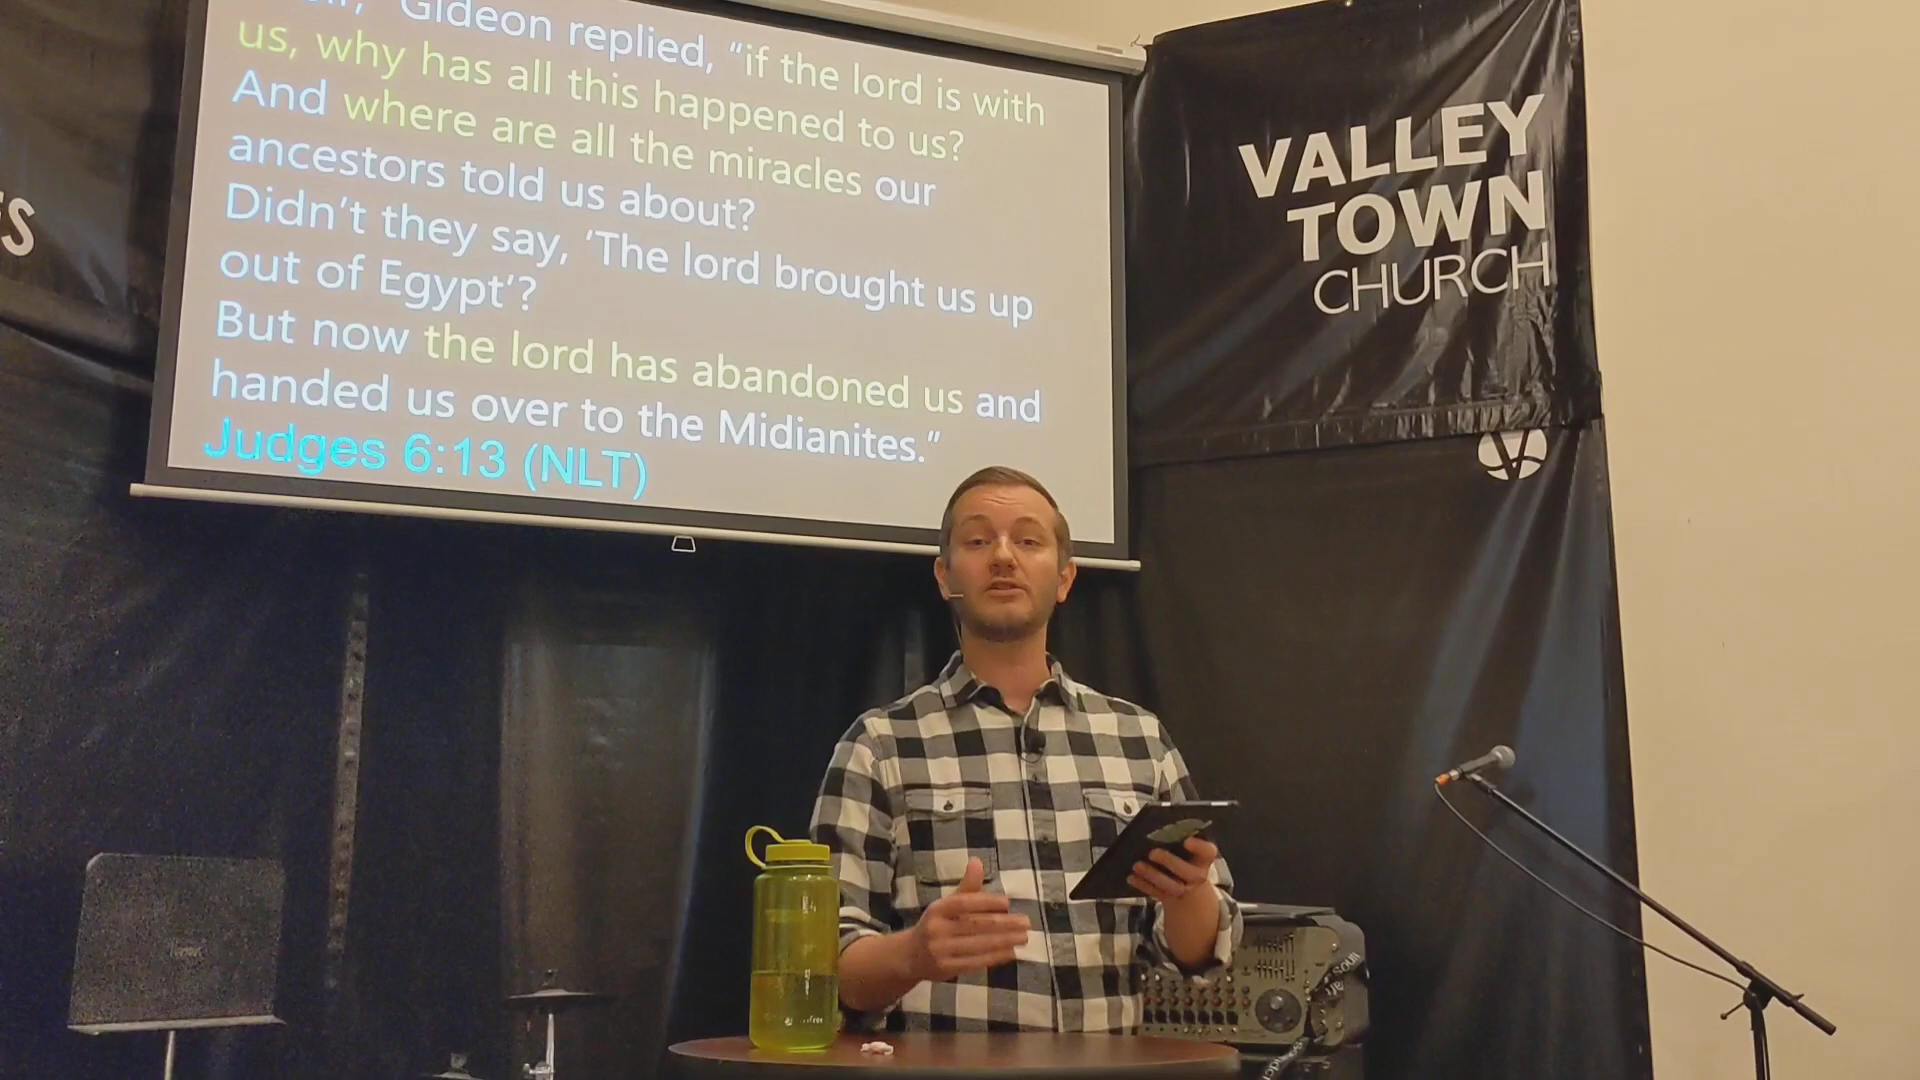 Gideon replied, “if the lord is with
us, why has all this happened to us?
And where are all the miracles our
ancestors told us about?
Didn’t they say, ‘The lord brought us up
out of Egypt’?
But now the lord has abandoned us and
handed us over to the Midianites.”
Judges 6:13 (NLT)
VALLEY
TOWN
CHURCH